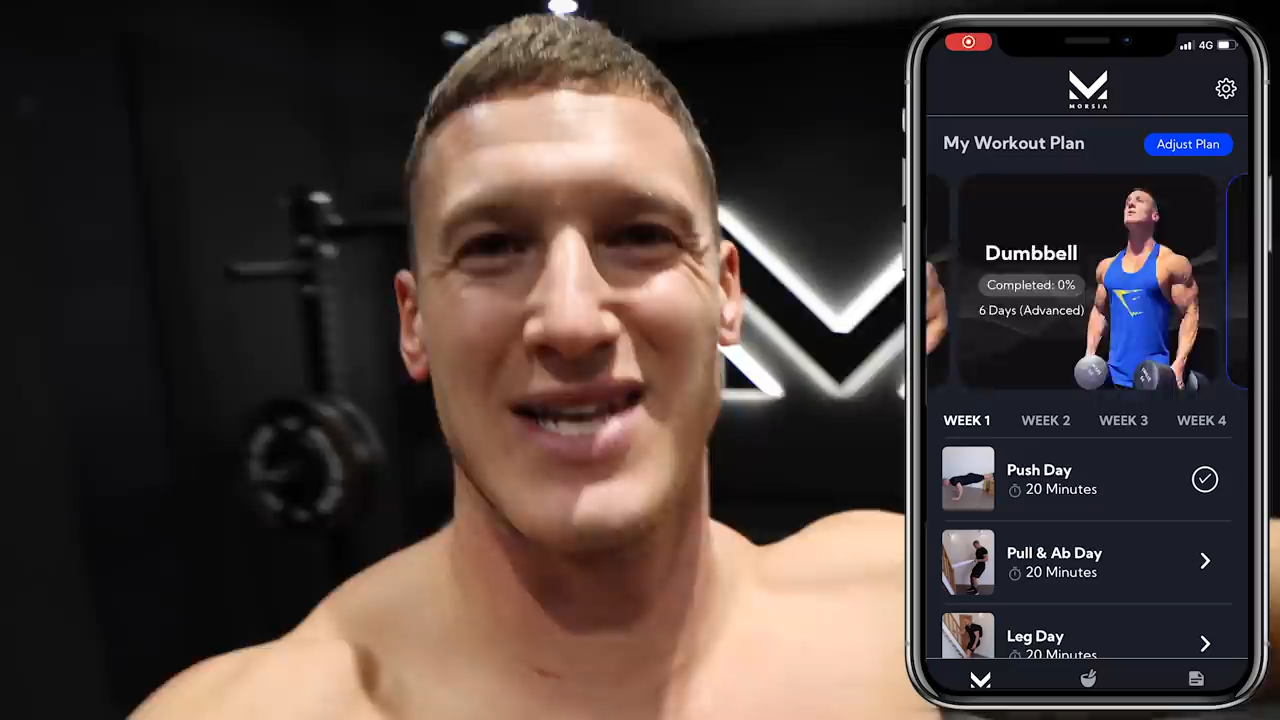 4G
MORSIA
My Workout Plan
Adjust Plan
Dumbbell
Completed: 0%
6 Days (Advanced)
WEEK 1
WEEK 2
WEEK 3
WEEK 4
Push Day
20 Minutes
Pull & Ab Day
20 Minutes
Leg Day
20 Minutes